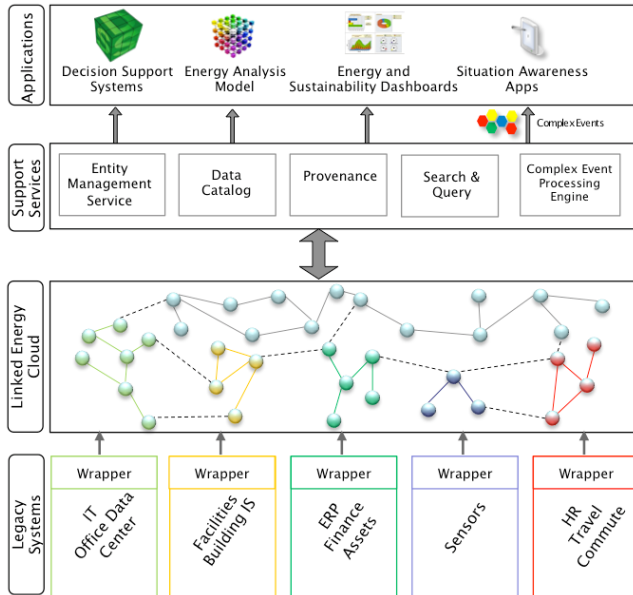 Applications
Decision Support
Systems
Energy Analysis
Model
Energy and
Sustainability Dashboards
Situation Awareness
Apps
Complex Events
Support
Services
Entity
Management
Service
Data
Catalog
Provenance
Search &
Query
Complex Event
Processing
Engine
Linked Energy
Cloud
Legacy
Systems
Wrapper
IT
Office Data
Center
Wrapper
Facilities
Building IS
Wrapper
ERP
Finance
Assets
Wrapper
Sensors
Wrapper
HR
Travel
Commute